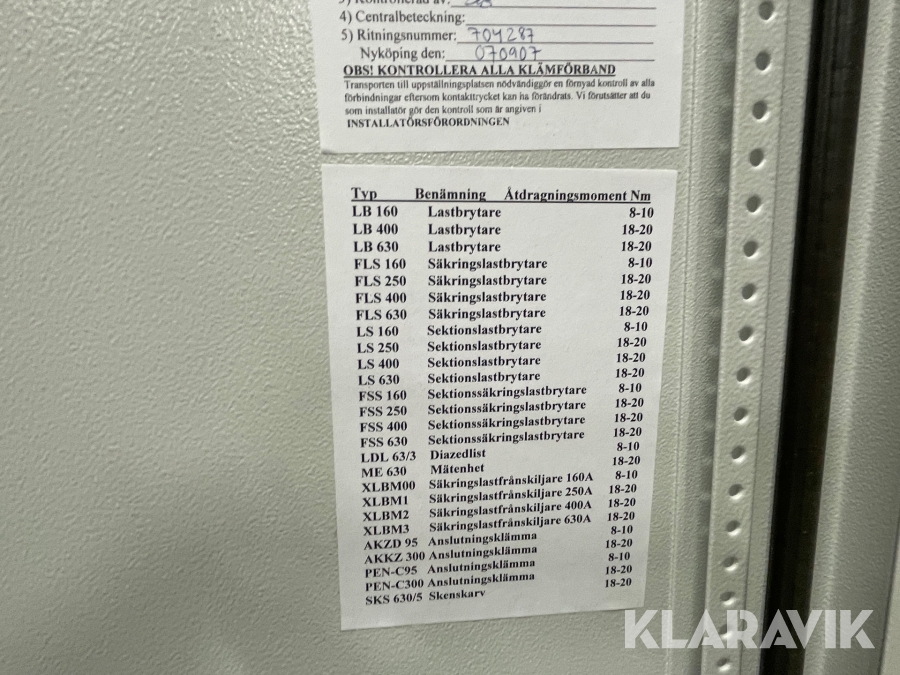 3) Kontrollerad av:
4) Centralbeteckning:
5) Ritningsnummer: 704287
Nyköping den: 070907
OBS! KONTROLLERA ALLA KLÄMFÖRBAND
Transporten till uppställningsplatsen nödvändiggör en förnyad kontroll av alla
förbindningar eftersom kontakttrycket kan ha förändrats. Vi förutsätter att du
som installatör gör den kontroll som är angiven i
INSTALLATÖRSFÖRORDNINGEN
Typ Benämning Åtdragningsmoment Nm
LB 160 Lastbrytare 8-10
LB 400 Lastbrytare 18-20
LB 630 Lastbrytare 18-20
FLS 160 Säkringslastbrytare 8-10
FLS 250 Säkringslastbrytare 18-20
FLS 400 Säkringslastbrytare 18-20
FLS 630 Säkringslastbrytare 18-20
LS 160 Sektionslastbrytare 8-10
LS 250 Sektionslastbrytare 18-20
LS 400 Sektionslastbrytare 18-20
LS 630 Sektionslastbrytare 18-20
FSS 160 Sektionssäkringslastbrytare 8-10
FSS 250 Sektionssäkringslastbrytare 18-20
FSS 400 Sektionssäkringslastbrytare 18-20
FSS 630 Sektionssäkringslastbrytare 18-20
LDL 63/3 Diazedlist 8-10
ME 630 Mätenhet 18-20
XLBM00 Säkringslastfrånskiljare 160A 8-10
XLBM1 Säkringslastfrånskiljare 250A 18-20
XLBM2 Säkringslastfrånskiljare 400A 18-20
XLBM3 Säkringslastfrånskiljare 630A 18-20
AKZD 95 Anslutningsklämma 8-10
AKKZ 300 Anslutningsklämma 18-20
PEN-C95 Anslutningsklämma 8-10
PEN-C300 Anslutningsklämma 18-20
SKS 630/5 Skenskarv 18-20
KLARAVIK